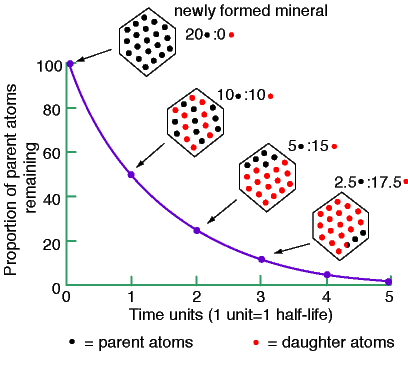 newly formed mineral
20●:0●
10●:10●
5●:15●
2.5●:17.5●
Proportion of parent atoms
remaining
100
80
60
40
20
0
0 1 2 3 4 5
Time units (1 unit=1 half-life)
● = parent atoms ● = daughter atoms